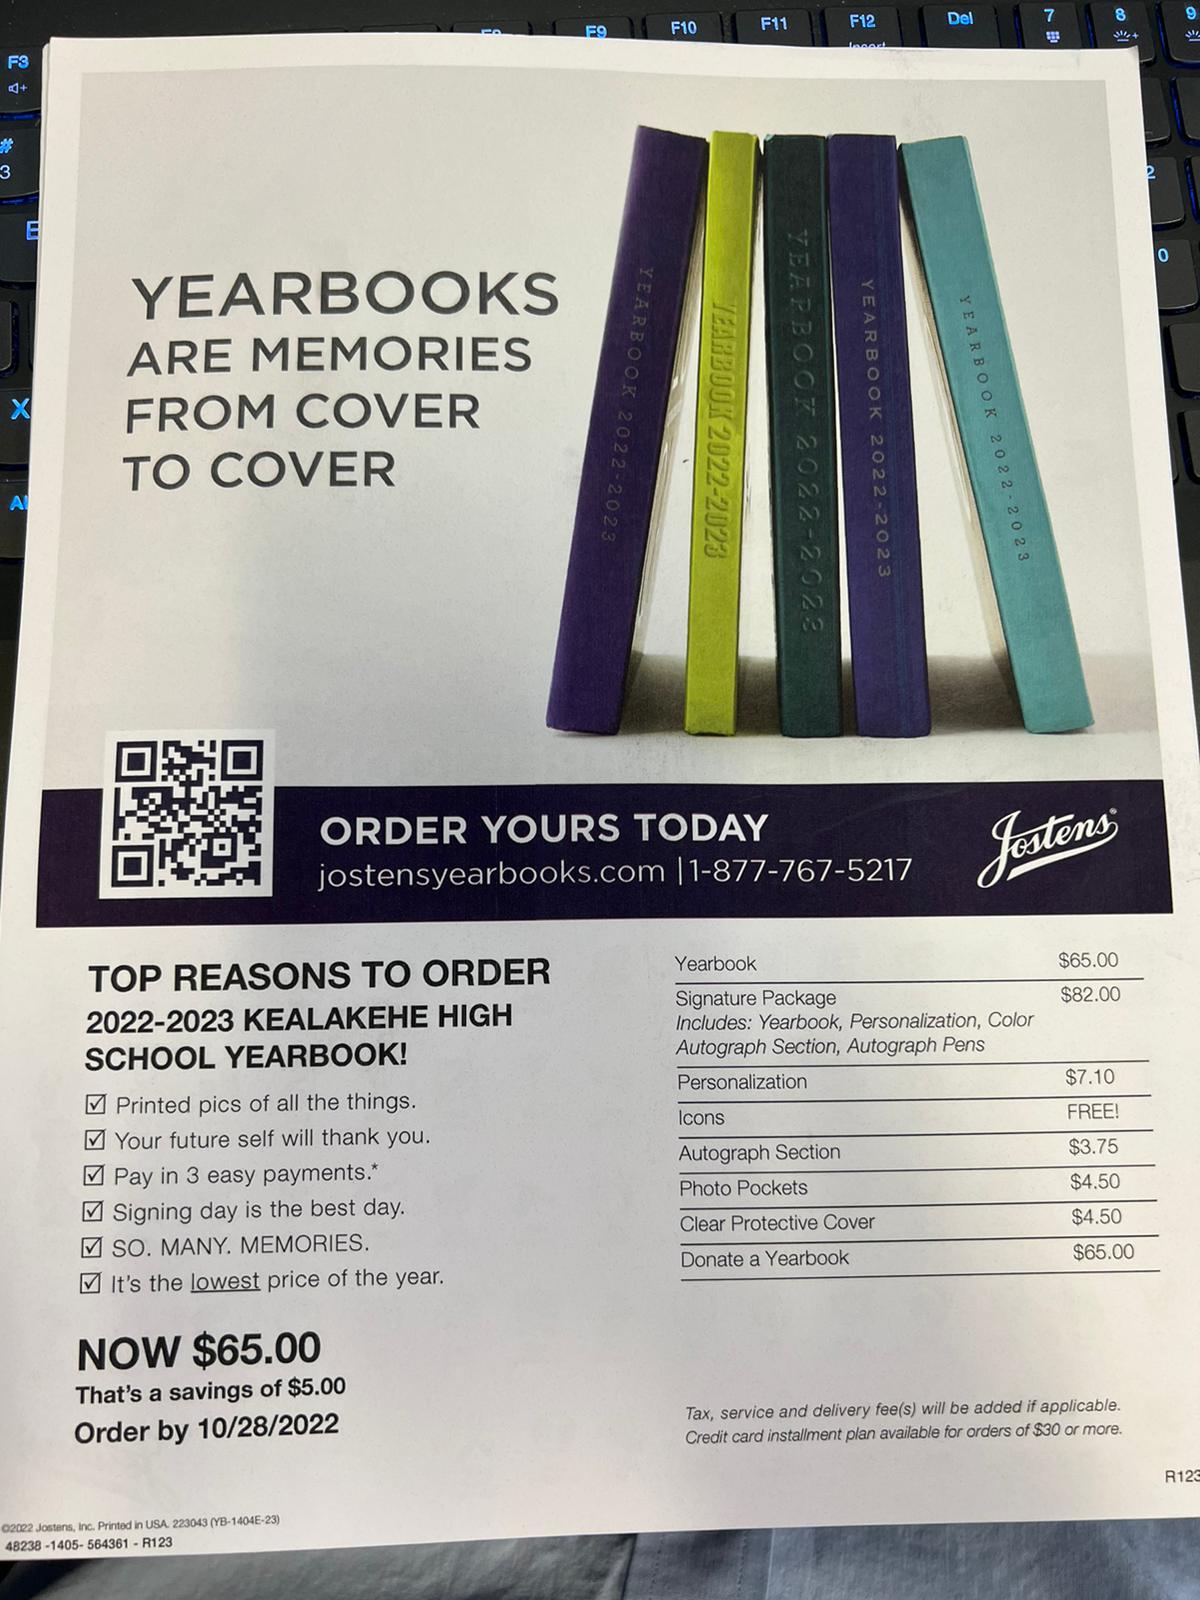 F3
F9
F10
F11
F12
Del
7
8
9
#
3
YEARBOOKS
ARE MEMORIES
FROM COVER
TO COVER
YEARBOOK 2022-2023
YEARBOOK 2022-2023
YEARBOOK 2022-2023
YEARBOOK 2022-2023
YEARBOOK 2022-2023
0
X
ORDER YOURS TODAY
jostensyearbooks.com | 1-877-767-5217
Jostens®
TOP REASONS TO ORDER
2022-2023 KEALAKEHE HIGH
SCHOOL YEARBOOK!
☑ Printed pics of all the things.
☑ Your future self will thank you.
☑ Pay in 3 easy payments.*
☑ Signing day is the best day.
☑ SO. MANY. MEMORIES.
☑ It's the lowest price of the year.
NOW $65.00
That's a savings of $5.00
Order by 10/28/2022
Yearbook $65.00
Signature Package $82.00
Includes: Yearbook, Personalization, Color
Autograph Section, Autograph Pens
Personalization $7.10
Icons FREE!
Autograph Section $3.75
Photo Pockets $4.50
Clear Protective Cover $4.50
Donate a Yearbook $65.00
Tax, service and delivery fee(s) will be added if applicable.
Credit card installment plan available for orders of $30 or more.
R123
©2022 Jostens, Inc. Printed in USA. 223043 (YB-1404E-23)
48238 -1405- 564361 - R123